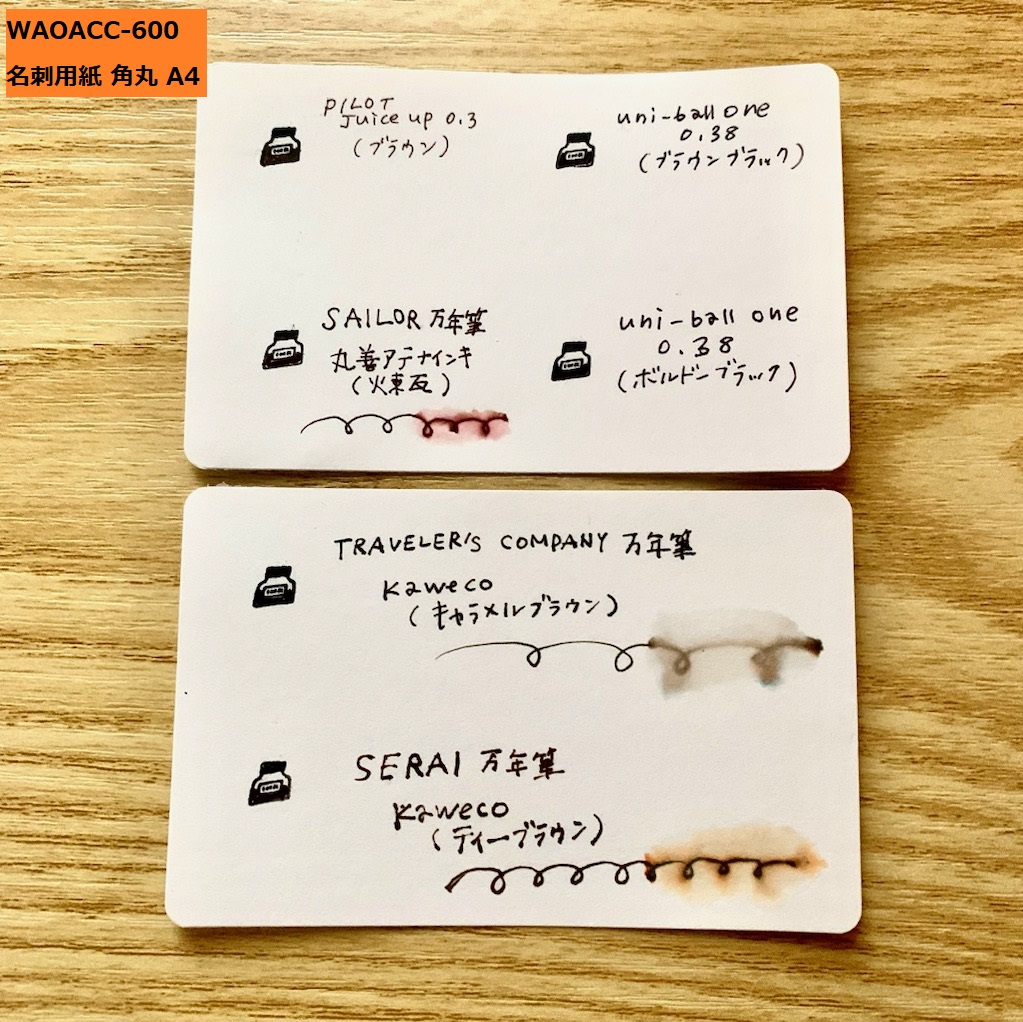 WAOACC-600
名刺用紙 角丸 A4
PILOT
Juice up 0.3
(ブラウン)
uni-ball one
0.38
(ブラウンブラック)
SAILOR 万年筆
丸善アテナインキ
(火東瓦)
uni-ball one
0.38
(ボルドーブラック)
TRAVELER'S COMPANY 万年筆
kaweco
(キャラメルブラウン)
SERAI 万年筆
kaweco
(ティーブラウン)